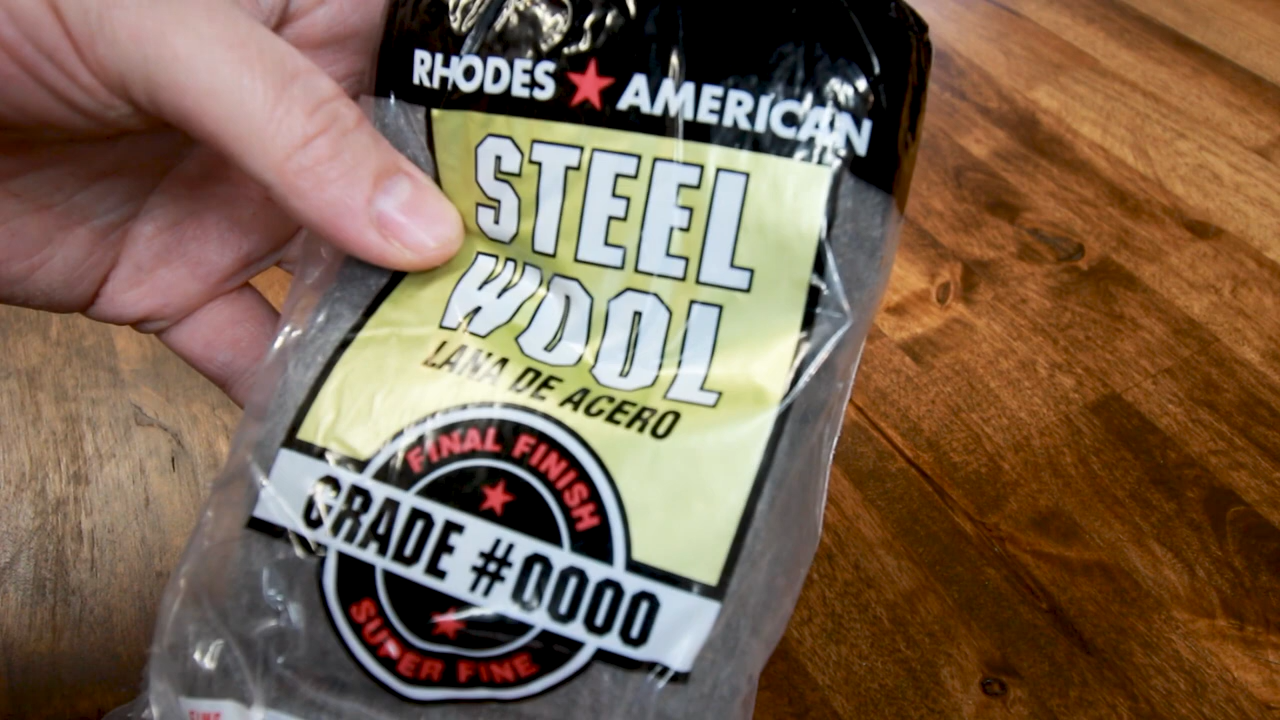 RHODES AMERICAN
STEEL
WOOL
LANA DE ACERO
FINAL FINISH
GRADE #0000
SUPER FINE